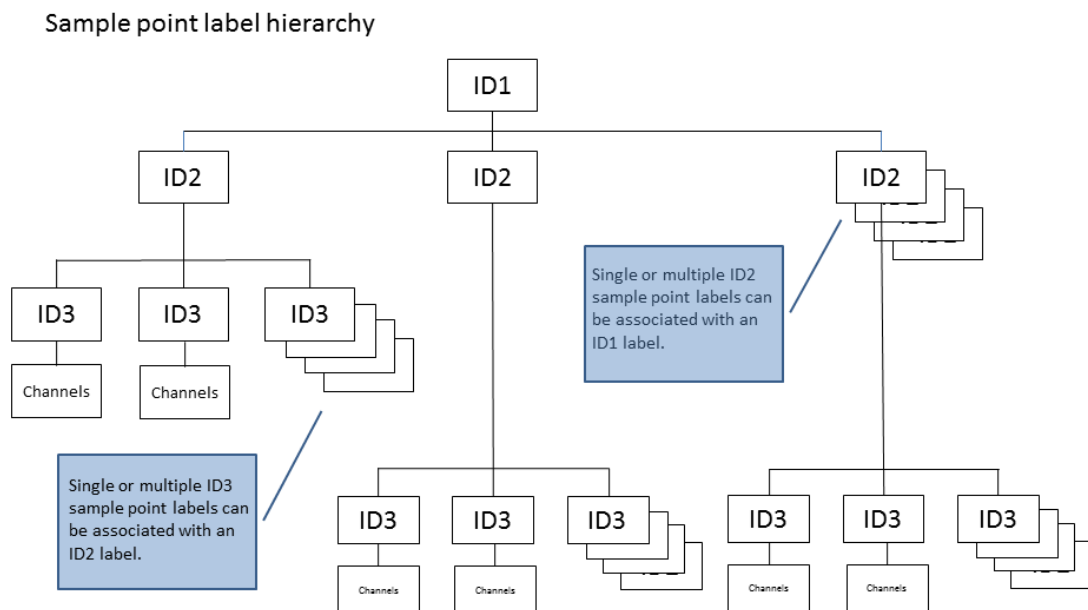 Sample point label hierarchy
ID1
ID2
ID2
ID2
Single or multiple ID2
sample point labels can
be associated with an
ID1 label.
ID3
ID3
ID3
Channels
Channels
Single or multiple ID3
sample point labels can
be associated with an
ID2 label.
ID3
ID3
ID3
ID3
ID3
ID3
Channels
Channels
Channels
Channels